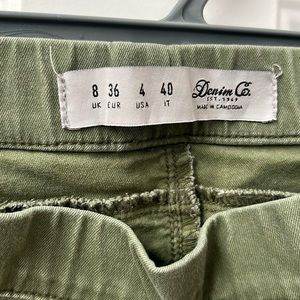 8 36 4 40
UK EUR USA IT
Denim Co.
EST. 1969
MADE IN CAMBODIA